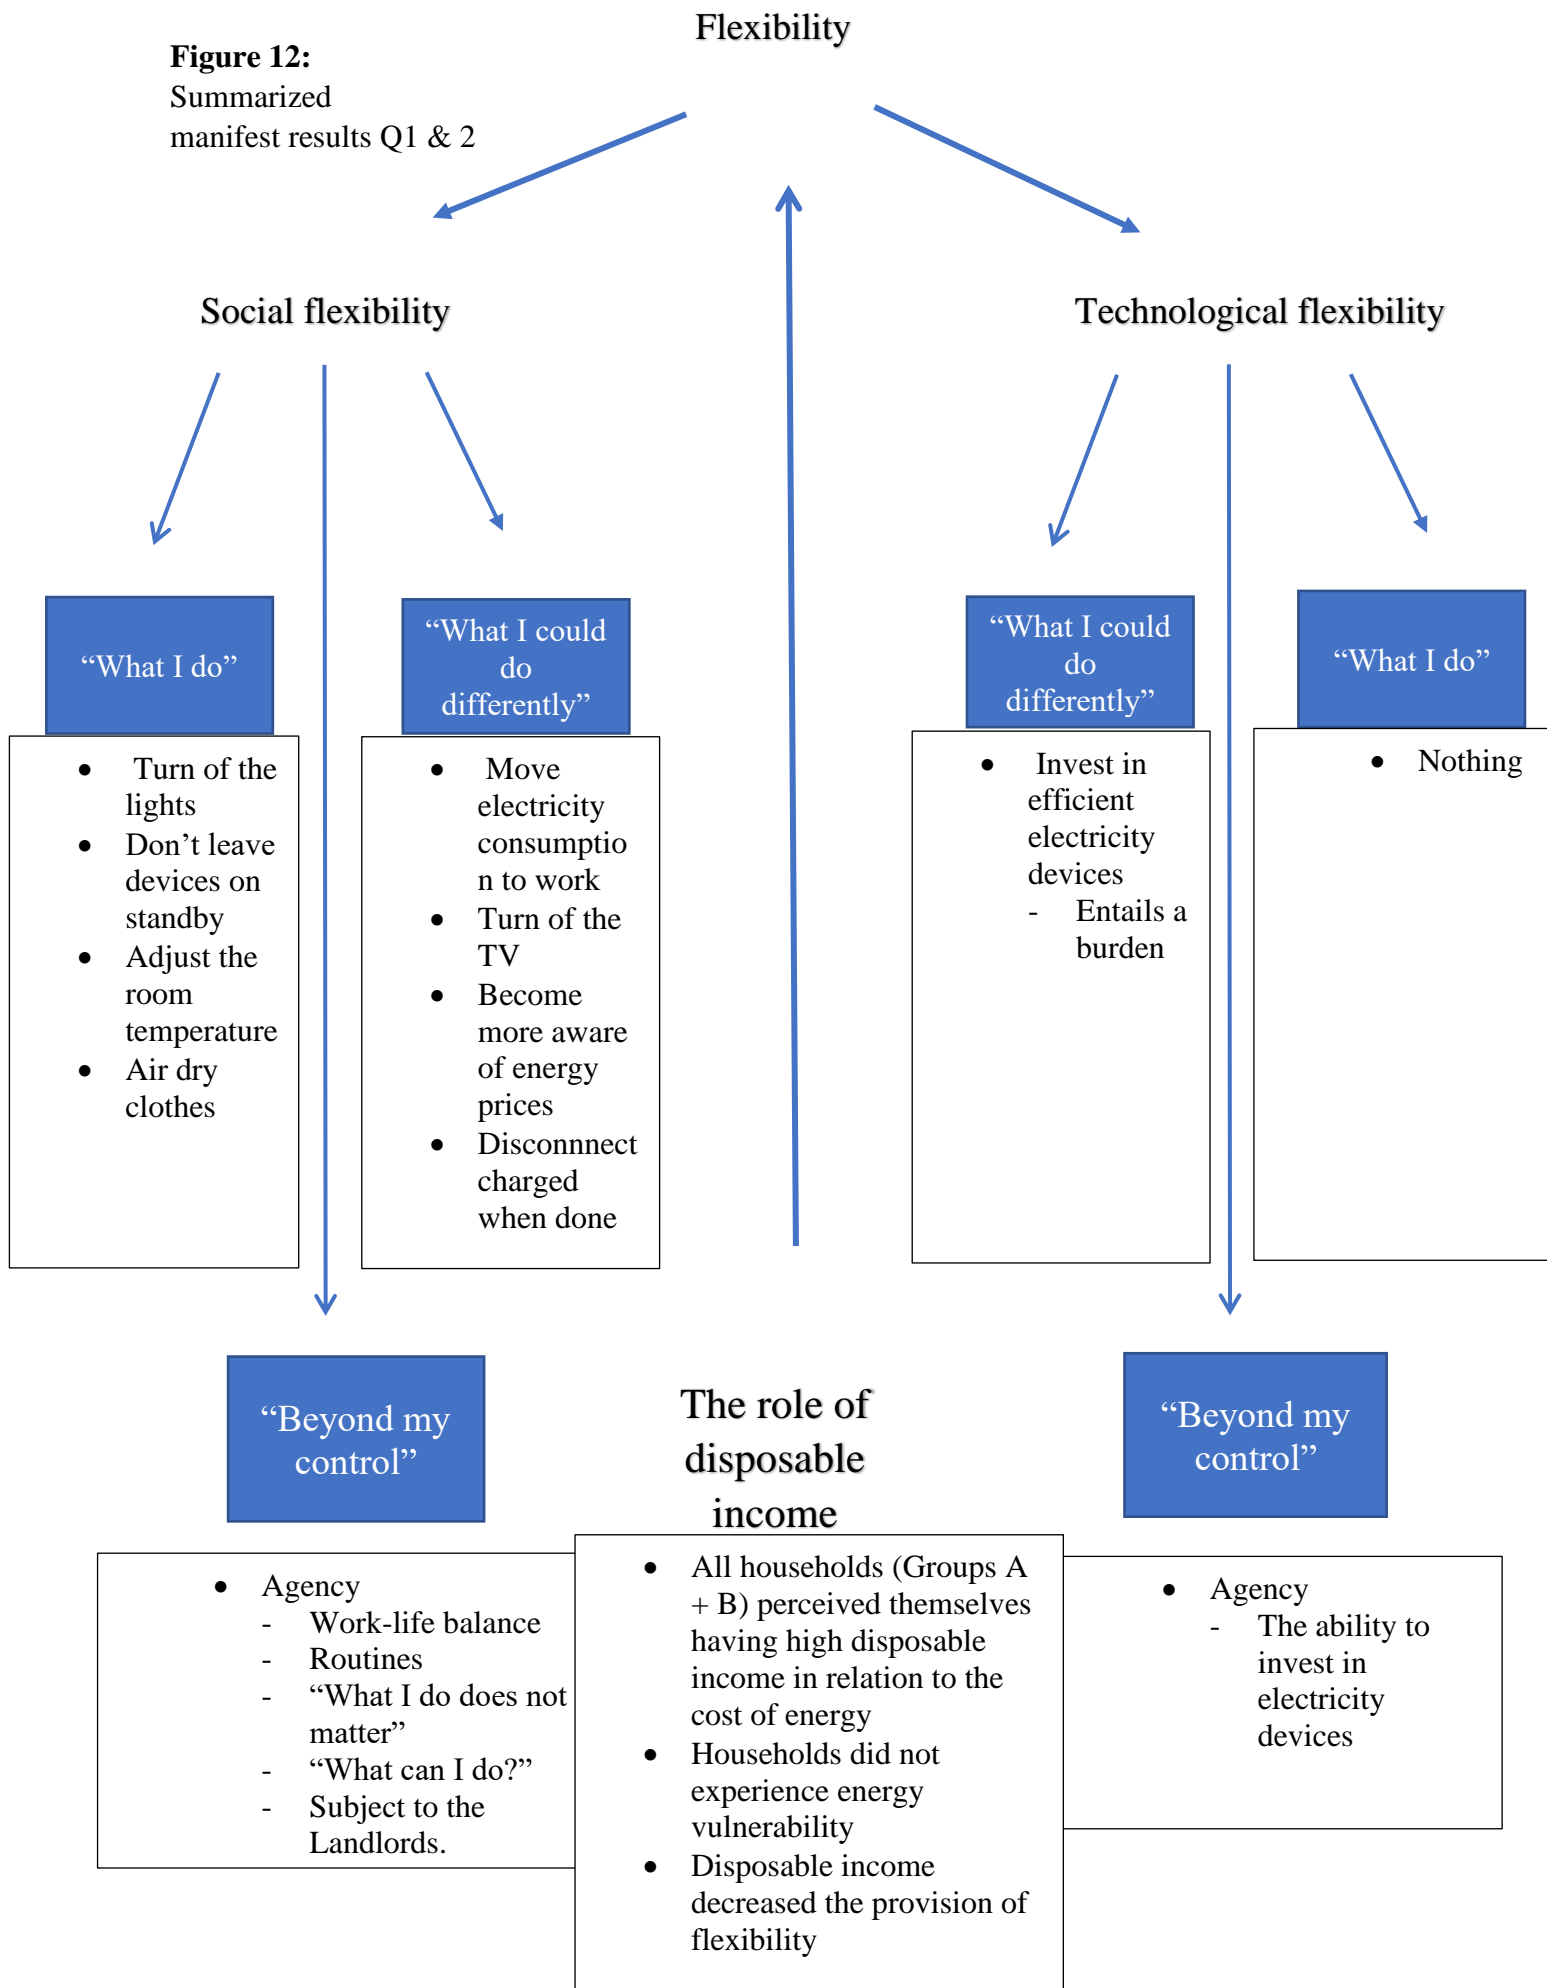 Flexibility
Figure 12:
Summarized
manifest results Q1 & 2
Social flexibility
Technological flexibility
“What I do”
“What I could
do
differently”
“What I could
do
differently”
“What I do”
• Turn of the
lights
• Don’t leave
devices on
standby
• Adjust the
room
temperature
• Air dry
clothes
• Move
electricity
consumptio
n to work
• Turn of the
TV
• Become
more aware
of energy
prices
• Disconnnect
charged
when done
• Invest in
efficient
electricity
devices
- Entails a
burden
• Nothing
“Beyond my
control”
The role of
disposable
income
“Beyond my
control”
• Agency
- Work-life balance
- Routines
- “What I do does not
matter”
- “What can I do?”
- Subject to the
Landlords.
• All households (Groups A
+ B) perceived themselves
having high disposable
income in relation to the
cost of energy
• Households did not
experience energy
vulnerability
• Disposable income
decreased the provision of
flexibility
• Agency
- The ability to
invest in
electricity
devices